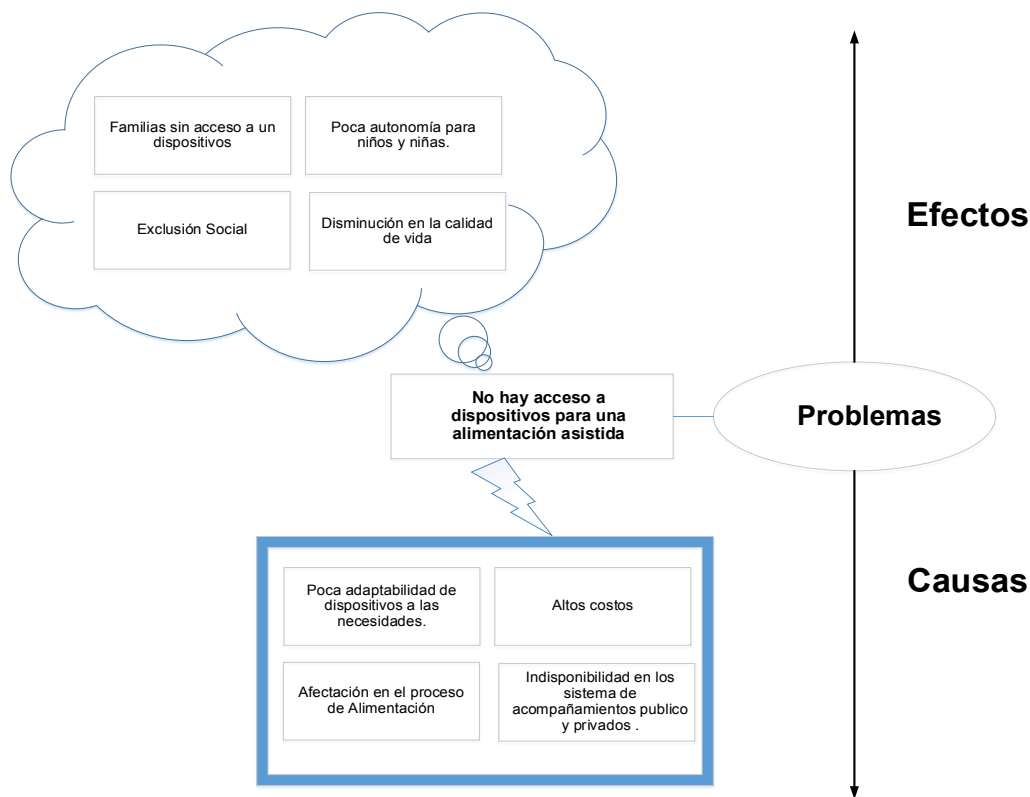 Familias sin acceso a un
dispositivos
Poca autonomía para
niños y niñas.
Exclusión Social
Disminución en la calidad
de vida
Efectos
No hay acceso a
dispositivos para una
alimentación asistida
Problemas
Poca adaptabilidad de
dispositivos a las
necesidades.
Altos costos
Causas
Afectación en el proceso
de Alimentación
Indisponibilidad en los
sistema de
acompañamientos publico
y privados .